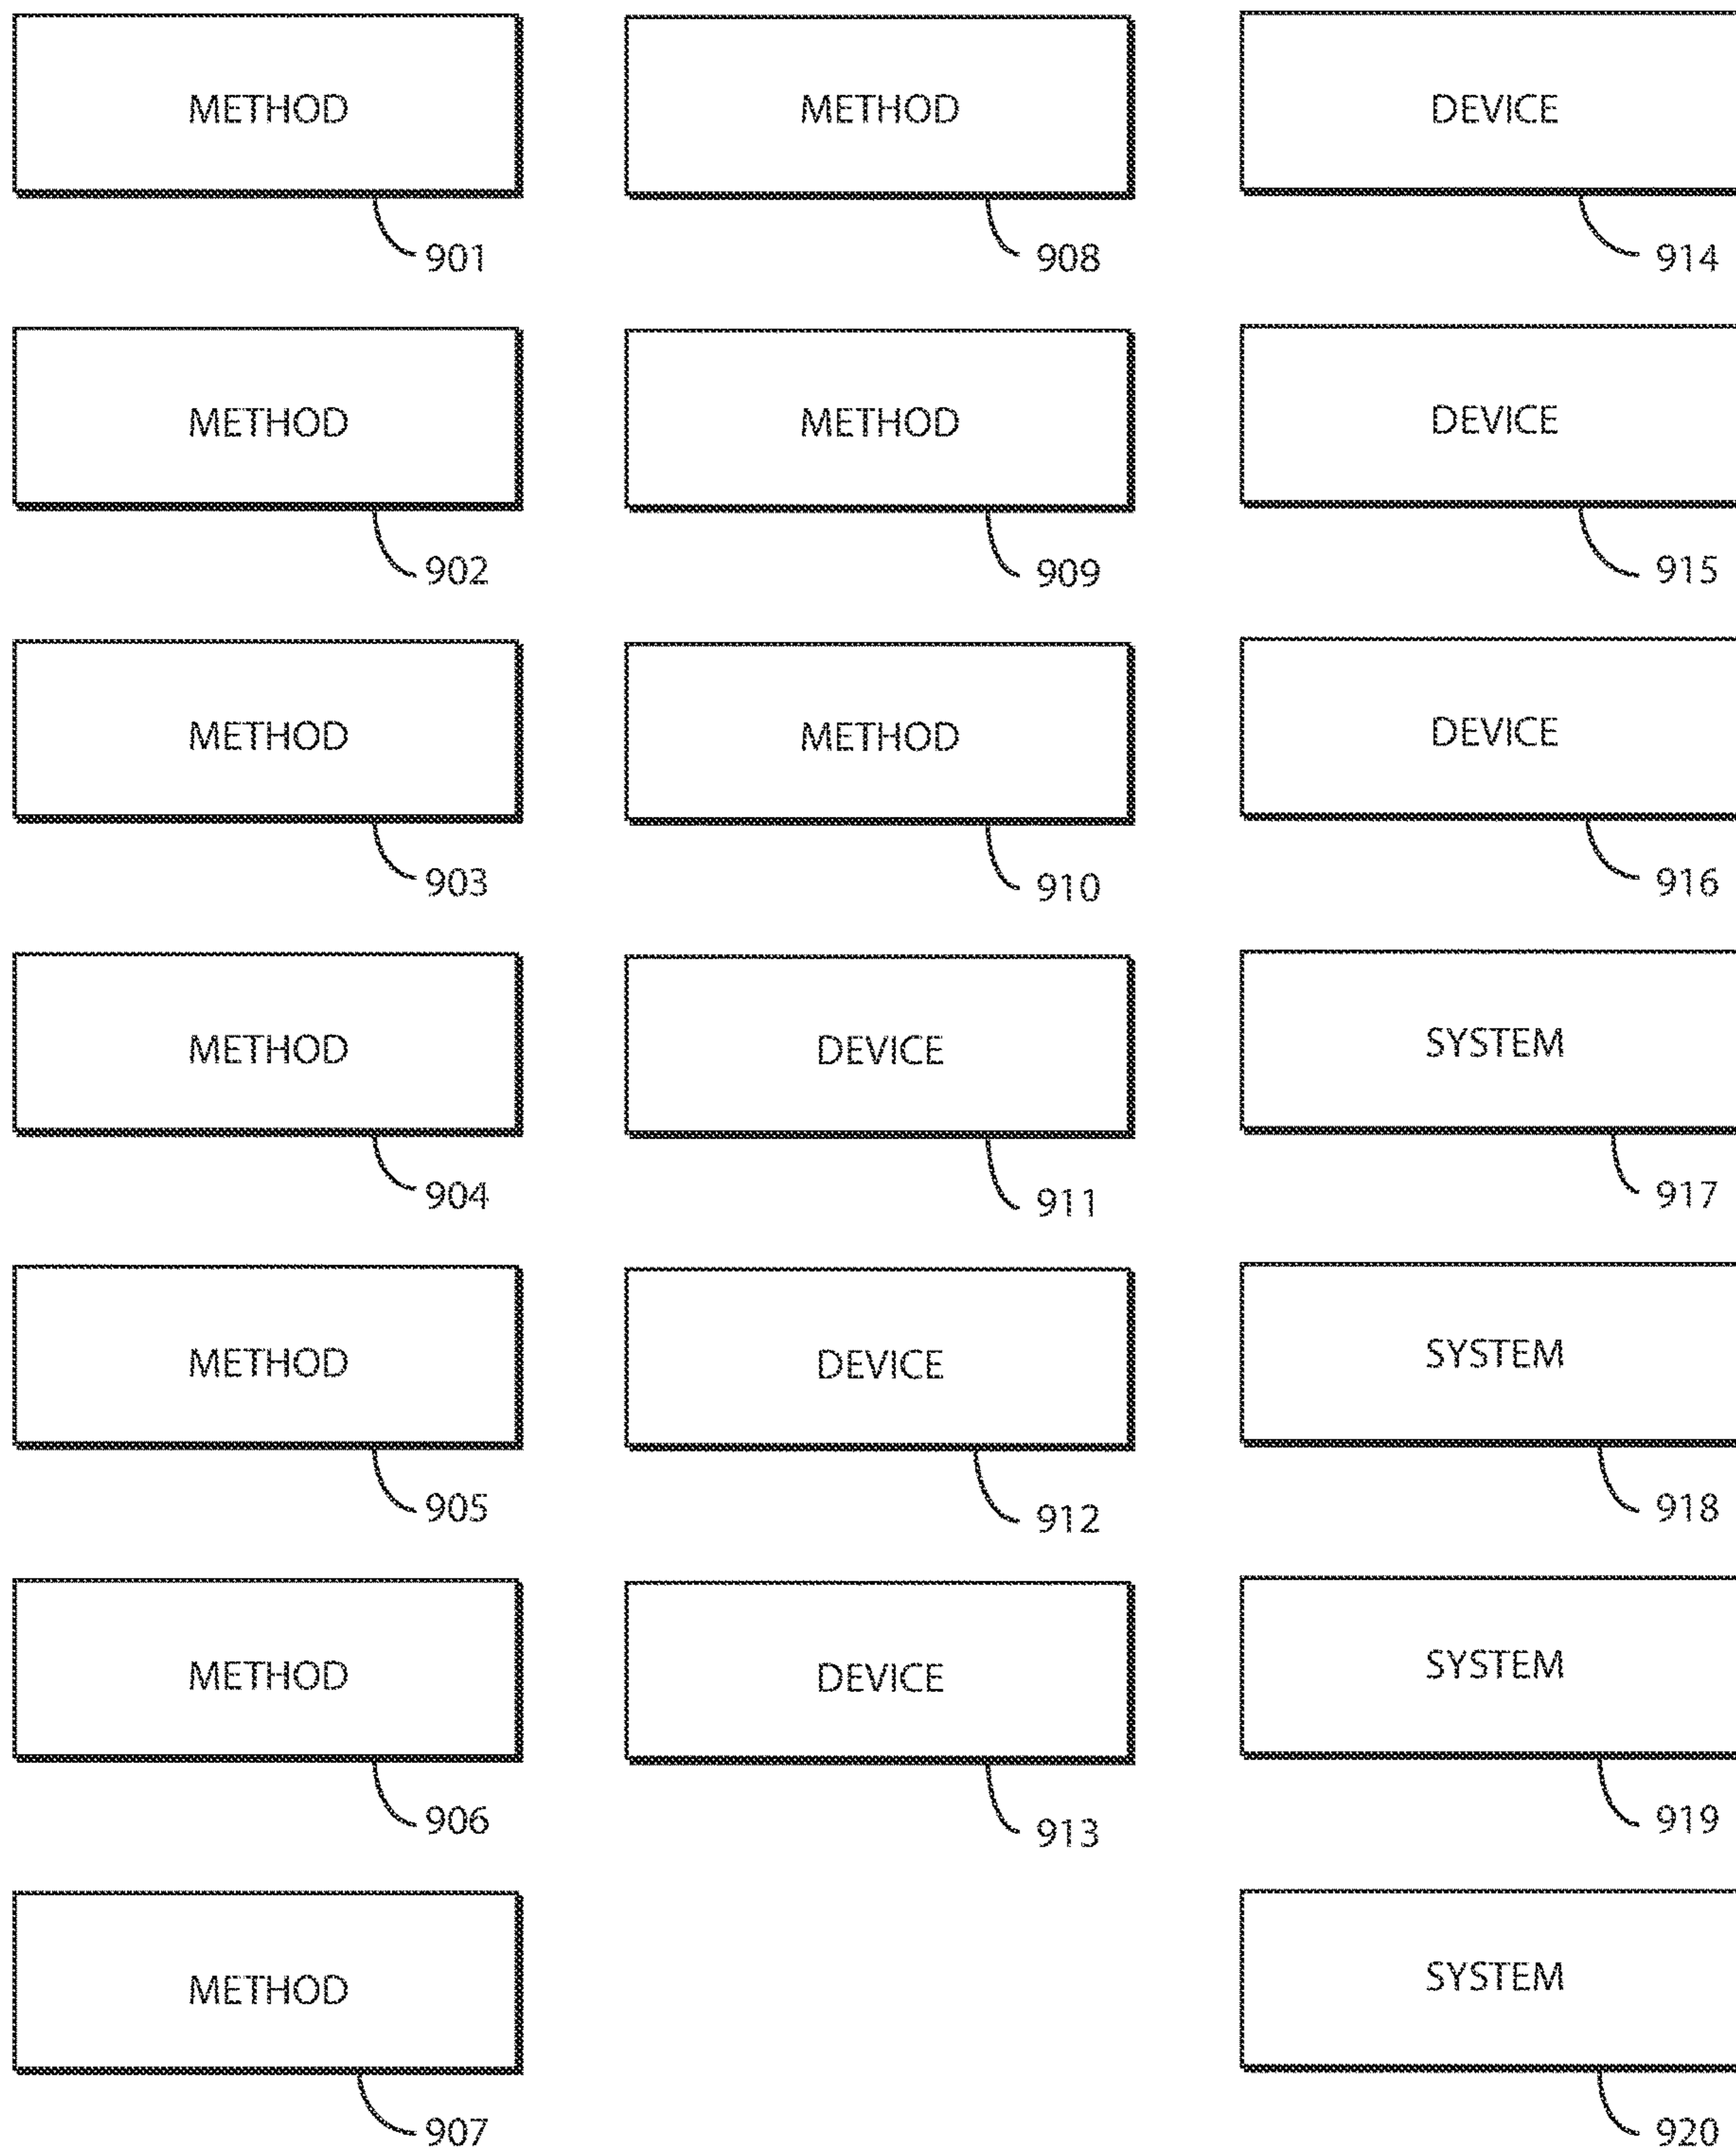 METHOD
901
METHOD
902
METHOD
903
METHOD
904
METHOD
905
METHOD
906
METHOD
907
METHOD
908
METHOD
909
METHOD
910
DEVICE
911
DEVICE
912
DEVICE
913
DEVICE
914
DEVICE
915
DEVICE
916
SYSTEM
917
SYSTEM
918
SYSTEM
919
SYSTEM
920